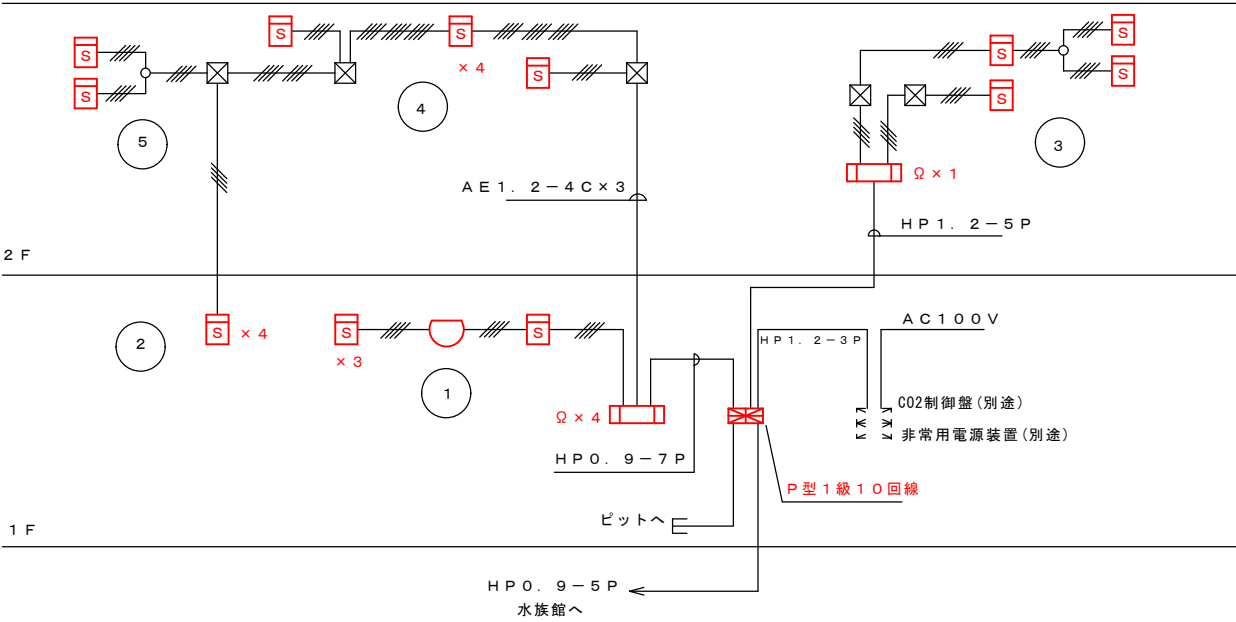 S
S
S
S
S
S
×4
S
S
S
S
⑤
④
③
Ω×1
AE1.2-4C×3
HP1.2-5P
2F
S ×4
S
×3
S
②
①
AC100V
HP1.2-3P
CO2制御盤(別途)
非常用電源装置(別途)
Ω×4
HP0.9-7P
P型1級10回線
ピットへ
1F
HP0.9-5P
水族館へ